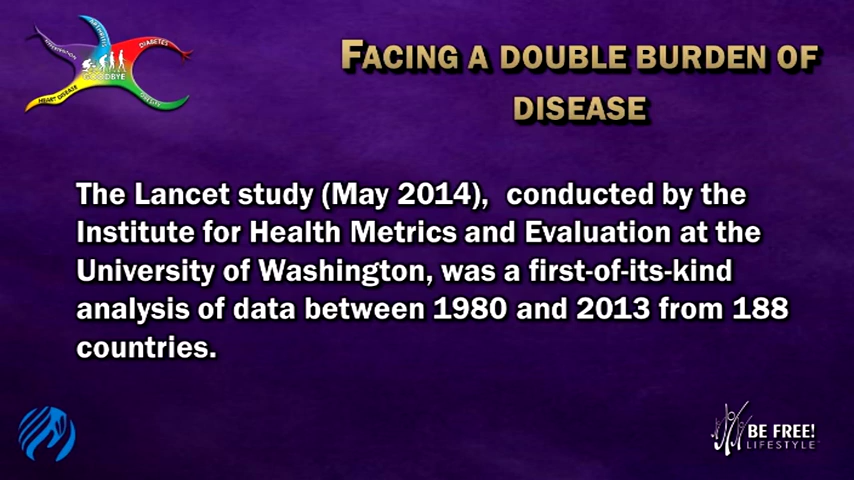 HYPERTENSION
ARTHRITIS
DIABETES
GOODBYE
HEART DISEASE
OBESITY
FACING A DOUBLE BURDEN OF
DISEASE
The Lancet study (May 2014), conducted by the
Institute for Health Metrics and Evaluation at the
University of Washington, was a first-of-its-kind
analysis of data between 1980 and 2013 from 188
countries.
BE FREE!
LIFESTYLE